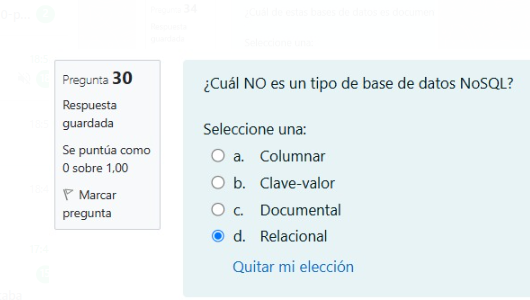 Pregunta 30
Respuesta
guardada
Se puntúa como
0 sobre 1,00
Marcar
pregunta
¿Cuál NO es un tipo de base de datos NoSQL?
Seleccione una:
a. Columnar
b. Clave-valor
c. Documental
d. Relacional
Quitar mi elección